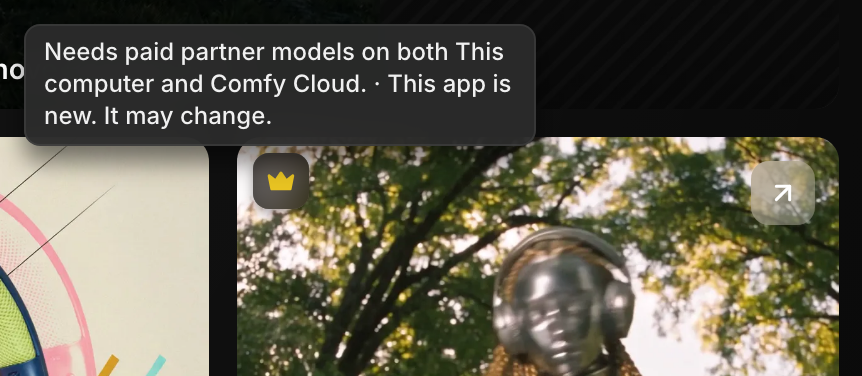 Needs paid partner models on both This
computer and Comfy Cloud. · This app is
new. It may change.